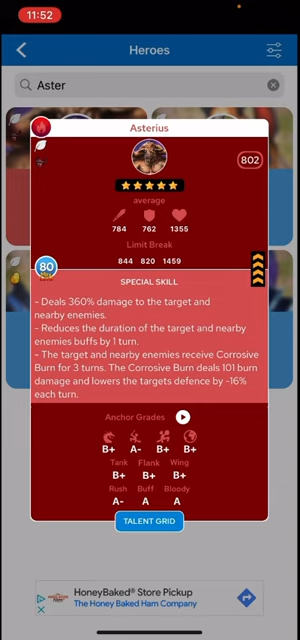 11:52
Heroes
Aster
Asterius
802
average
784 762 1355
Limit Break
844 820 1459
80
SPECIAL SKILL
- Deals 360% damage to the target and
nearby enemies.
- Reduces the duration of the target and nearby
enemies buffs by 1 turn.
- The target and nearby enemies receive Corrosive
Burn for 3 turns. The Corrosive Burn deals 101 burn
damage and lowers the targets defence by -16%
each turn.
Anchor Grades
B+ A- B+ B+
Tank Flank Wing
B+ B+ B+
Rush Buff Bloody
A- A A
TALENT GRID
HoneyBaked® Store Pickup
The Honey Baked Ham Company